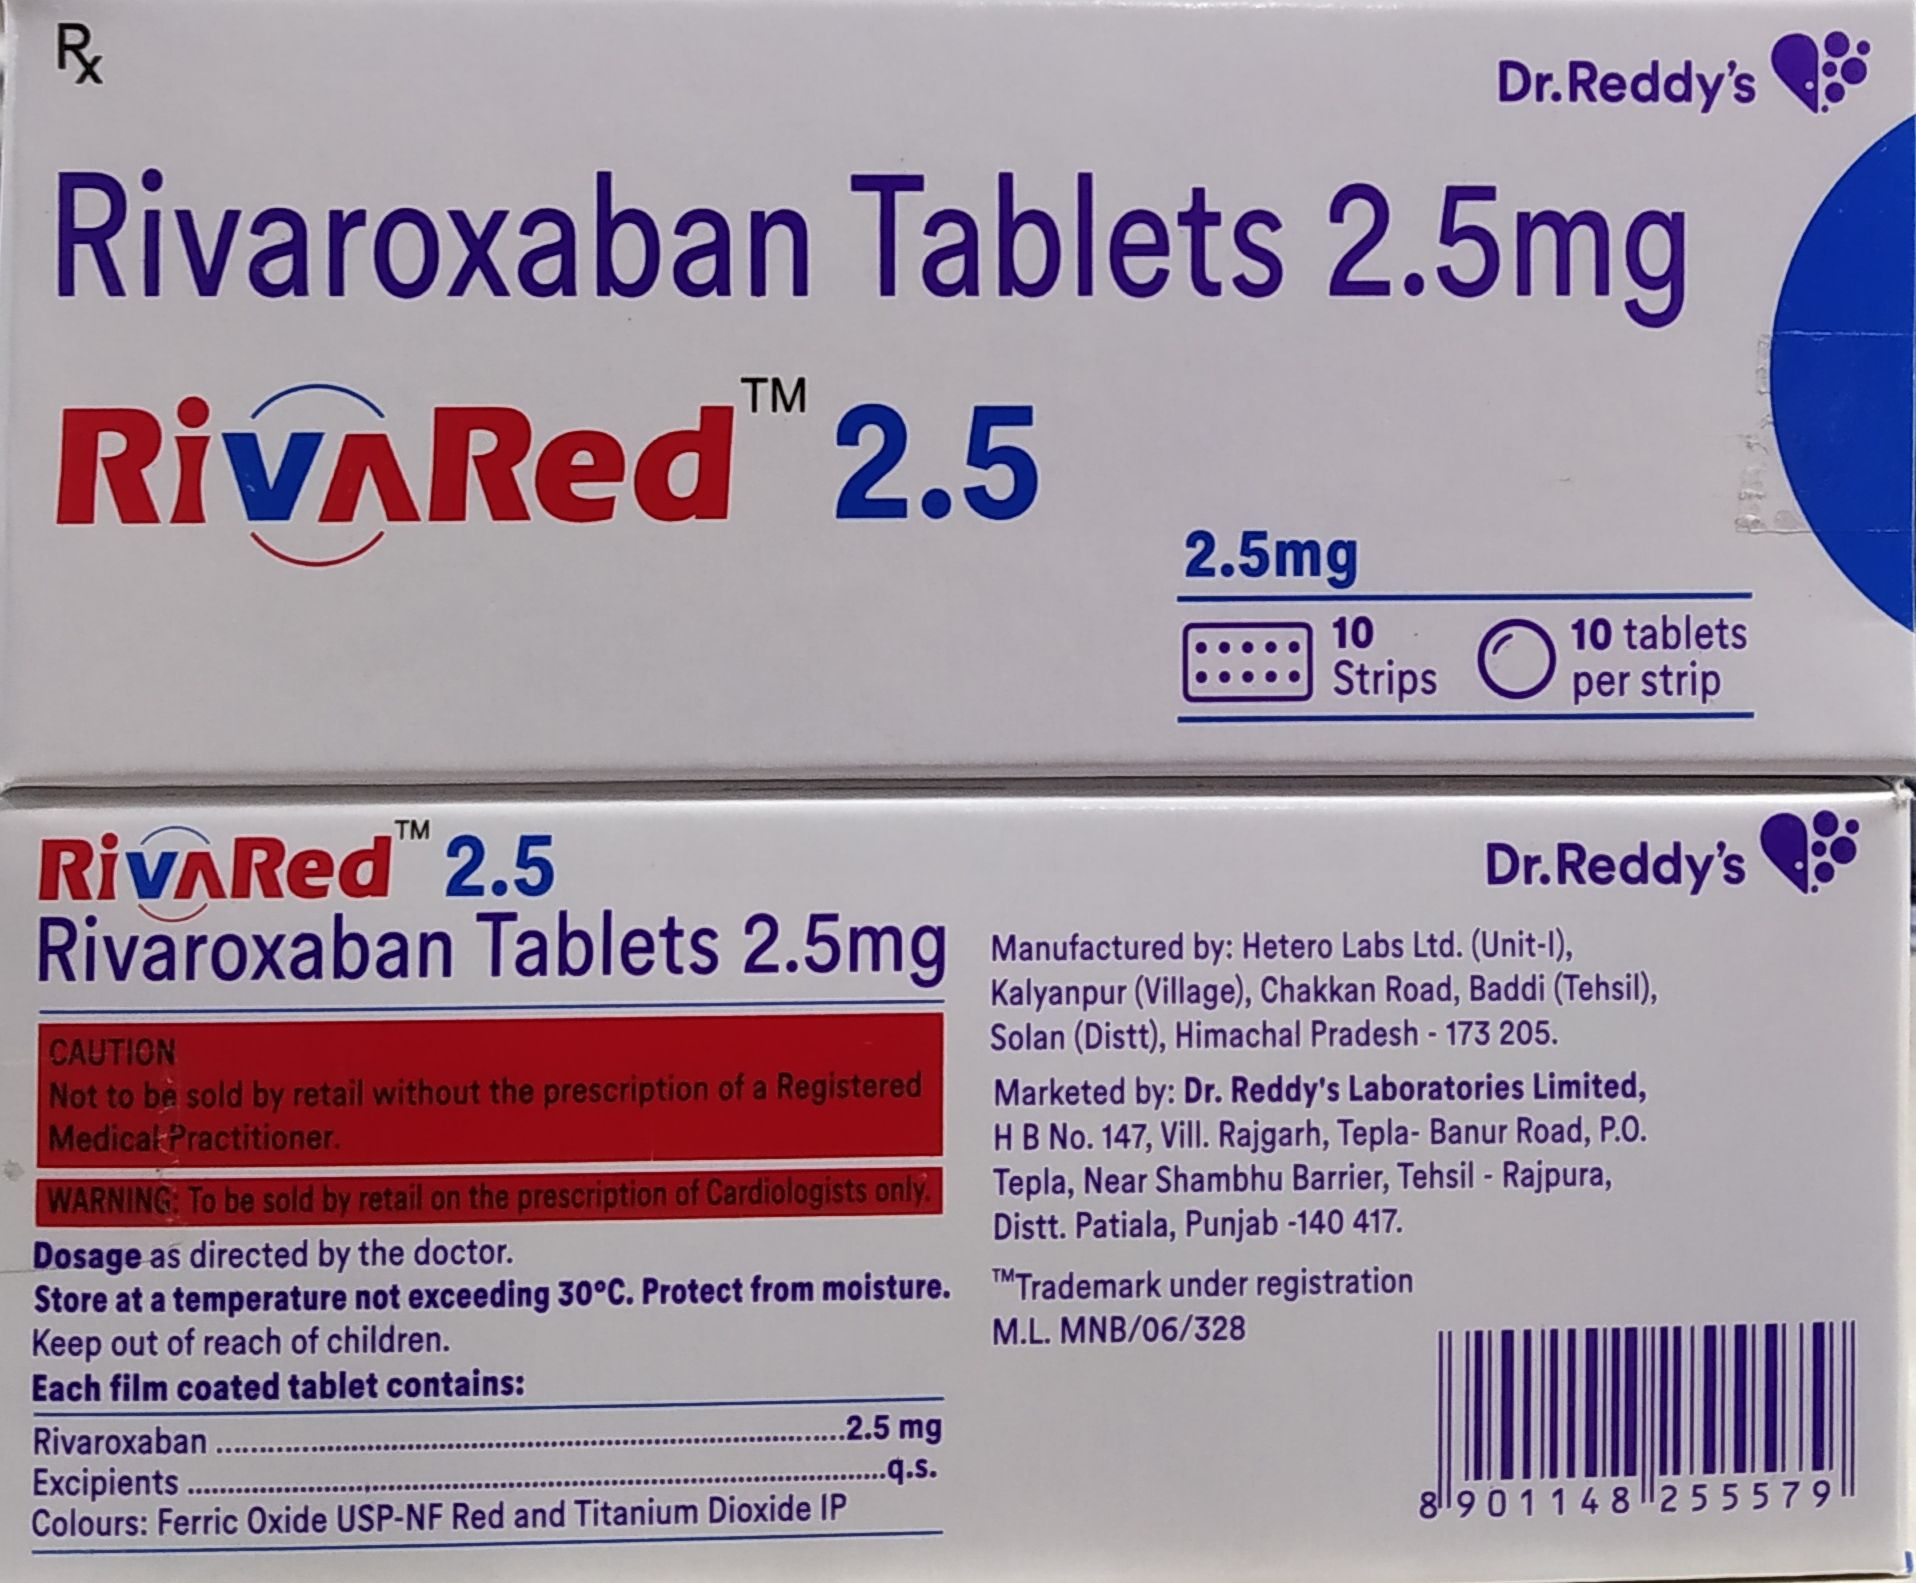 Rx
Dr.Reddy's
Rivaroxaban Tablets 2.5mg
RivaRed™ 2.5
2.5mg
10 Strips
10 tablets per strip
RivaRed™ 2.5
Rivaroxaban Tablets 2.5mg
CAUTION
Not to be sold by retail without the prescription of a Registered
Medical Practitioner.
WARNING: To be sold by retail on the prescription of Cardiologists only.
Dosage as directed by the doctor.
Store at a temperature not exceeding 30°C. Protect from moisture.
Keep out of reach of children.
Each film coated tablet contains:
Rivaroxaban ........................................2.5 mg
Excipients ........................................q.s.
Colours: Ferric Oxide USP-NF Red and Titanium Dioxide IP
Dr.Reddy's
Manufactured by: Hetero Labs Ltd. (Unit-I),
Kalyanpur (Village), Chakkan Road, Baddi (Tehsil),
Solan (Distt), Himachal Pradesh - 173 205.
Marketed by: Dr. Reddy's Laboratories Limited,
H B No. 147, Vill. Rajgarh, Tepla- Banur Road, P.O.
Tepla, Near Shambhu Barrier, Tehsil - Rajpura,
Distt. Patiala, Punjab -140 417.
™Trademark under registration
M.L. MNB/06/328
8 901148 255579